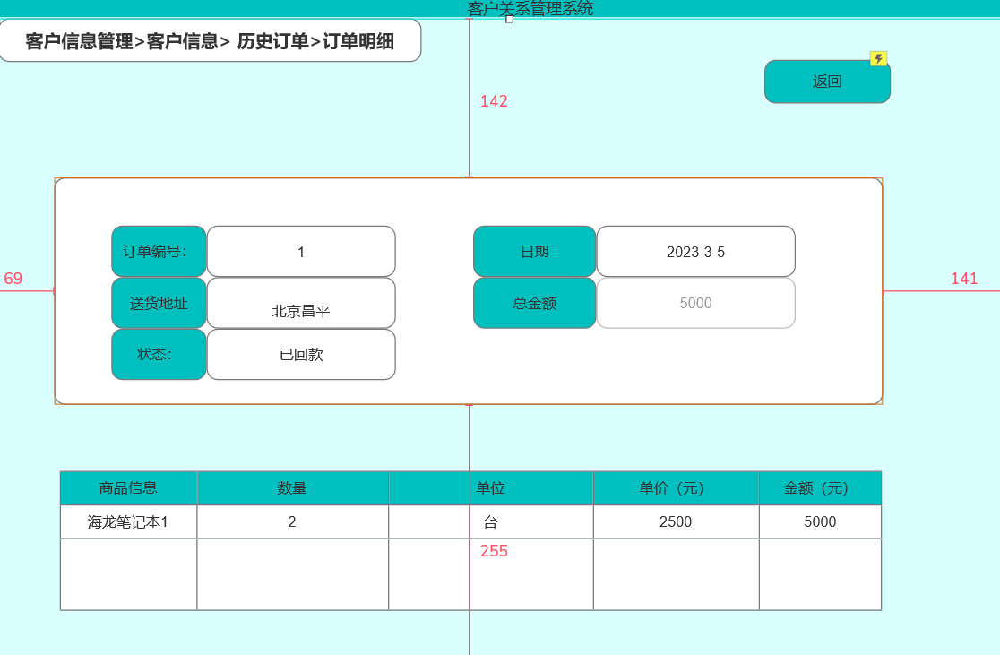 客户关系管理系统
客户信息管理>客户信息> 历史订单>订单明细
返回
142
69
141
订单编号: 1 日期 2023-3-5
送货地址 北京昌平 总金额 5000
状态: 已回款
商品信息 数量 单位 单价（元） 金额（元）
海龙笔记本1 2 台 2500 5000
255